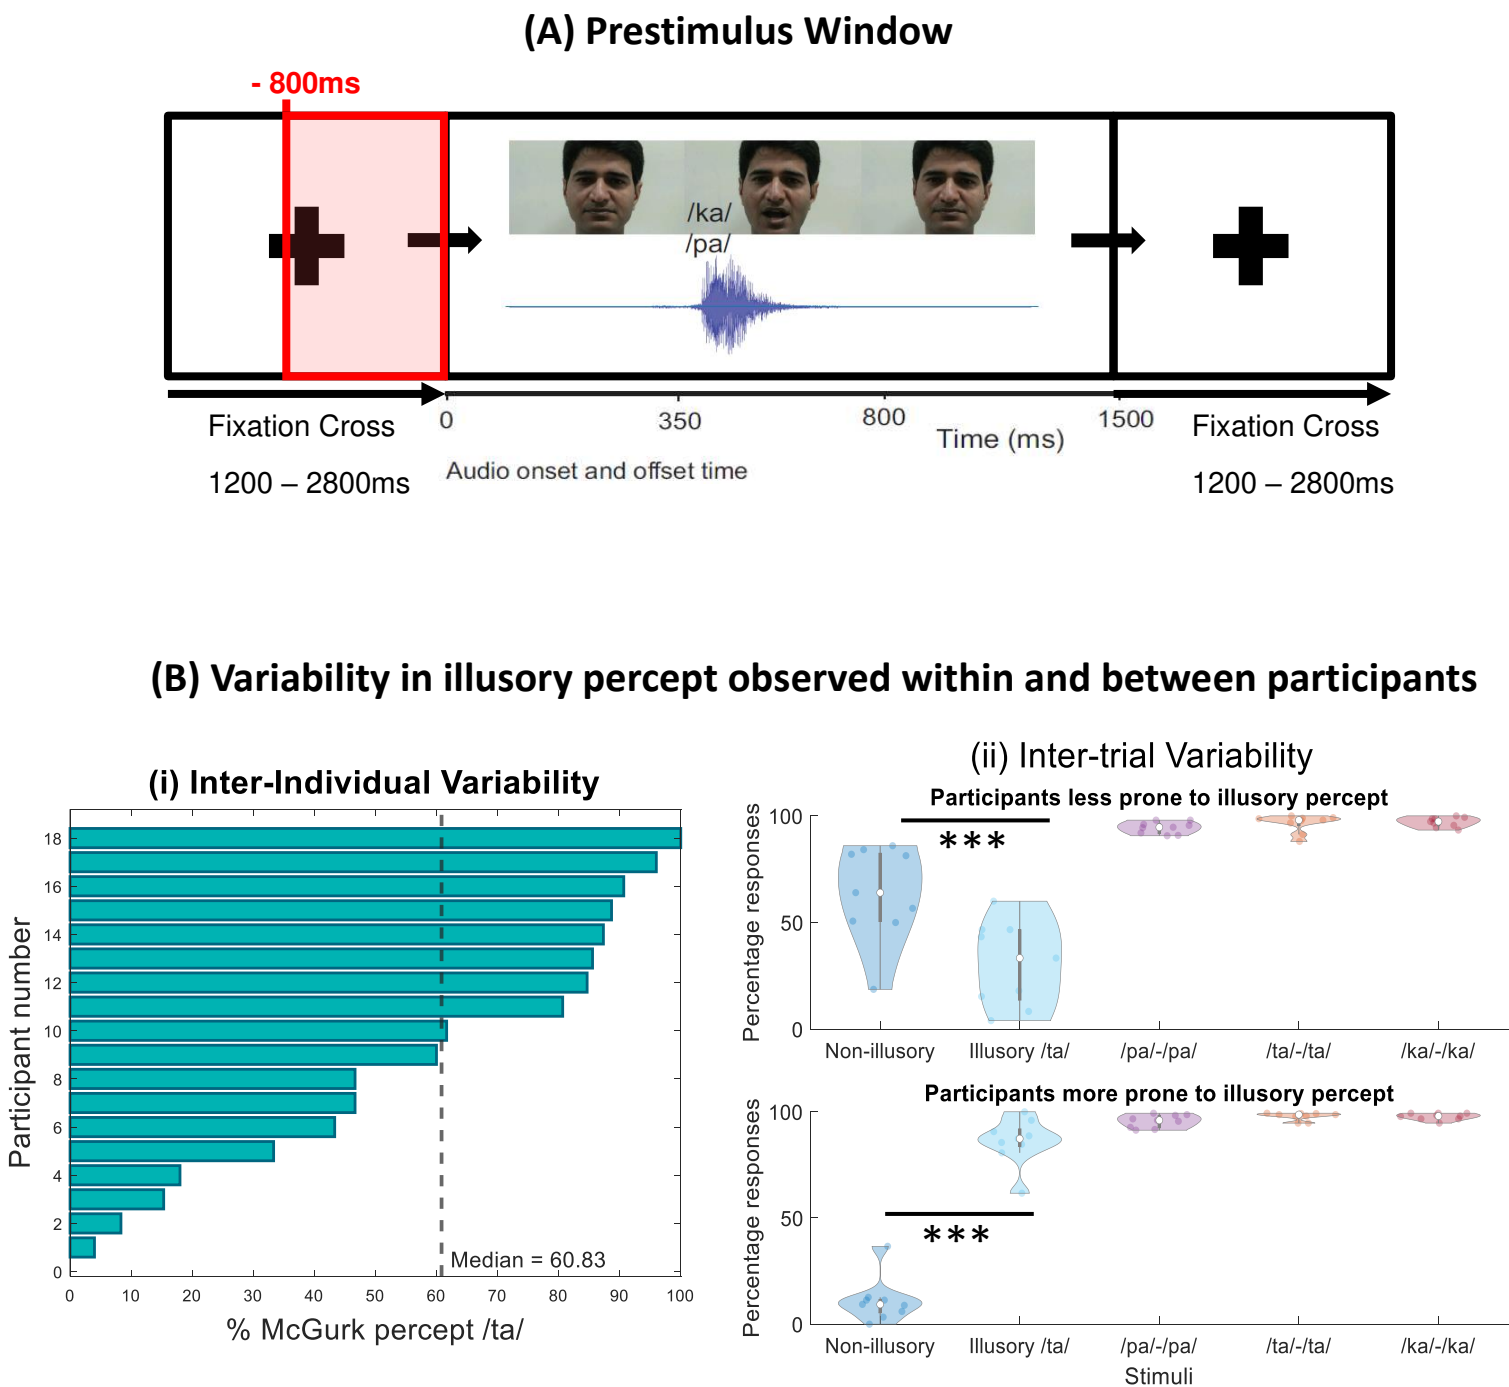 (A) Prestimulus Window
- 800ms
/ka/
/pa/
0 350 800 1500
Time (ms)
Audio onset and offset time
Fixation Cross
1200 – 2800ms
Fixation Cross
1200 – 2800ms
(B) Variability in illusory percept observed within and between participants
(i) Inter-Individual Variability
Participant number
18
16
14
12
10
8
6
4
2
0
Median = 60.83
0 10 20 30 40 50 60 70 80 90 100
% McGurk percept /ta/
(ii) Inter-trial Variability
Participants less prone to illusory percept
Percentage responses
100
50
0
***
Non-illusory Illusory /ta/ /pa/-/pa/ /ta/-/ta/ /ka/-/ka/
Participants more prone to illusory percept
Percentage responses
100
50
0
***
Non-illusory Illusory /ta/ /pa/-/pa/ /ta/-/ta/ /ka/-/ka/
Stimuli